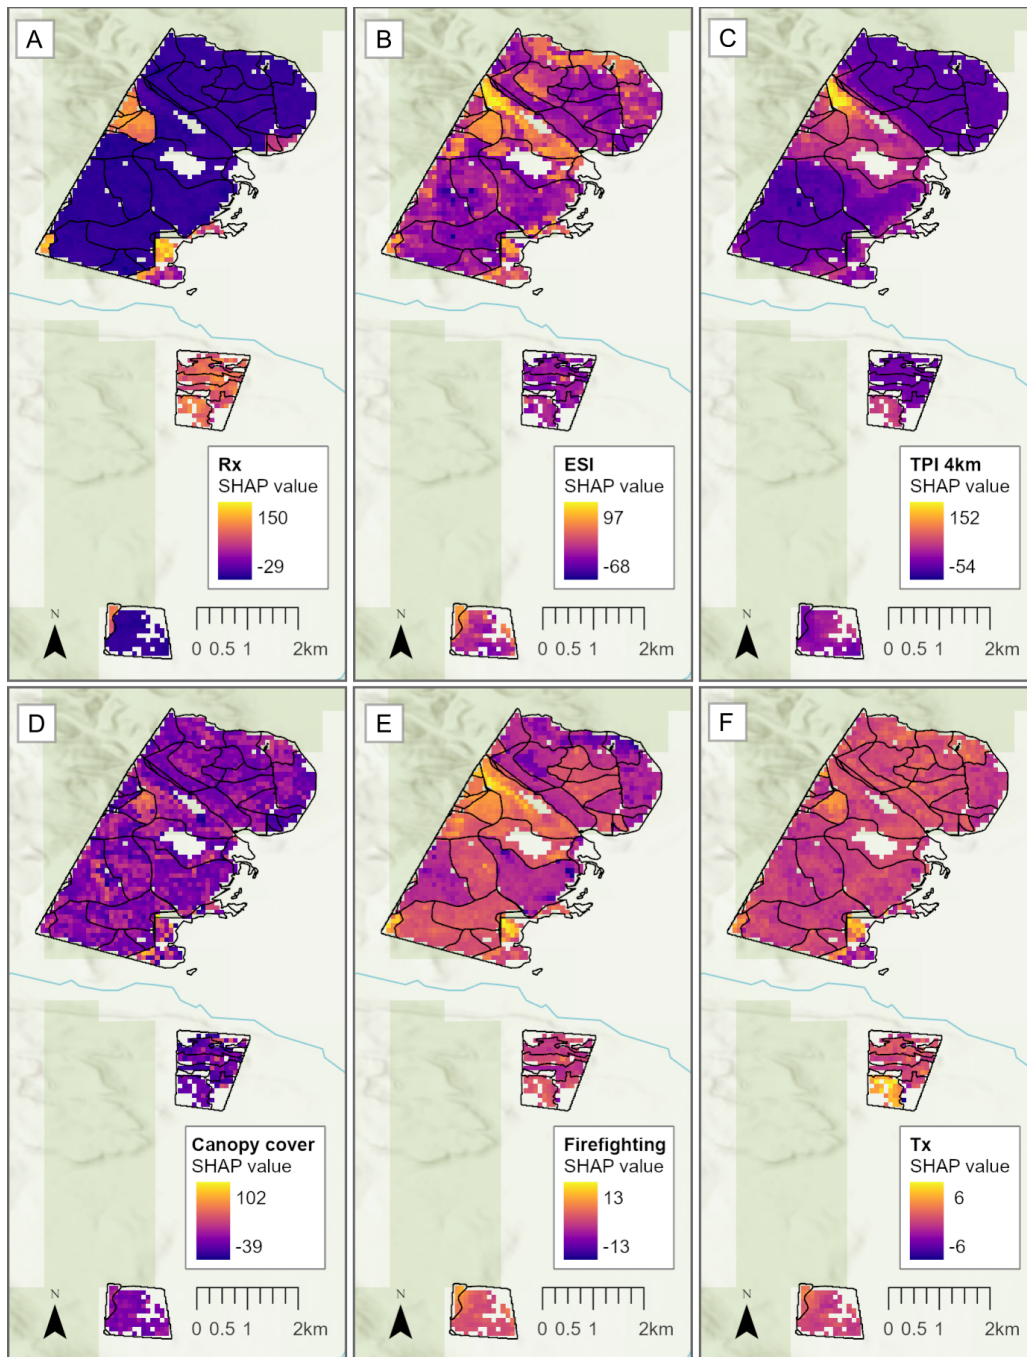 A
Rx
SHAP value
150
-29
N
0 0.5 1 2km
B
ESI
SHAP value
97
-68
N
0 0.5 1 2km
C
TPI 4km
SHAP value
152
-54
N
0 0.5 1 2km
D
Canopy cover
SHAP value
102
-39
N
0 0.5 1 2km
E
Firefighting
SHAP value
13
-13
N
0 0.5 1 2km
F
Tx
SHAP value
6
-6
N
0 0.5 1 2km